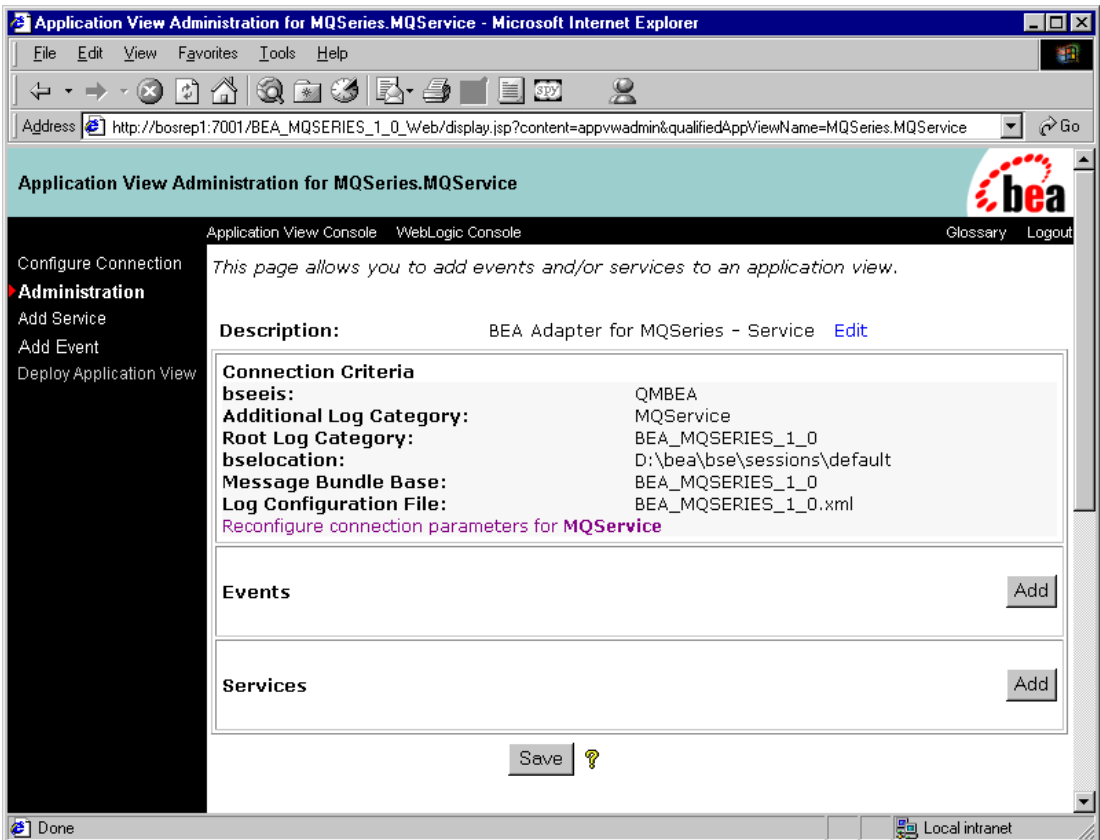 Application View Administration for MQSeries.MQService - Microsoft Internet Explorer
File Edit View Favorites Tools Help
SPY
Address http://bosrep1:7001/BEA_MQSERIES_1_0_Web/display.jsp?content=appvwadmin&qualifiedAppViewName=MQSeries.MQService Go
Application View Administration for MQSeries.MQService
bea
Application View Console WebLogic Console Glossary Logout
Configure Connection
Administration
Add Service
Add Event
Deploy Application View
This page allows you to add events and/or services to an application view.
Description: BEA Adapter for MQSeries - Service Edit
Connection Criteria
bseeis: QMBEA
Additional Log Category: MQService
Root Log Category: BEA_MQSERIES_1_0
bselocation: D:\bea\bse\sessions\default
Message Bundle Base: BEA_MQSERIES_1_0
Log Configuration File: BEA_MQSERIES_1_0.xml
Reconfigure connection parameters for MQService
Events Add
Services Add
Save ?
Done Local intranet